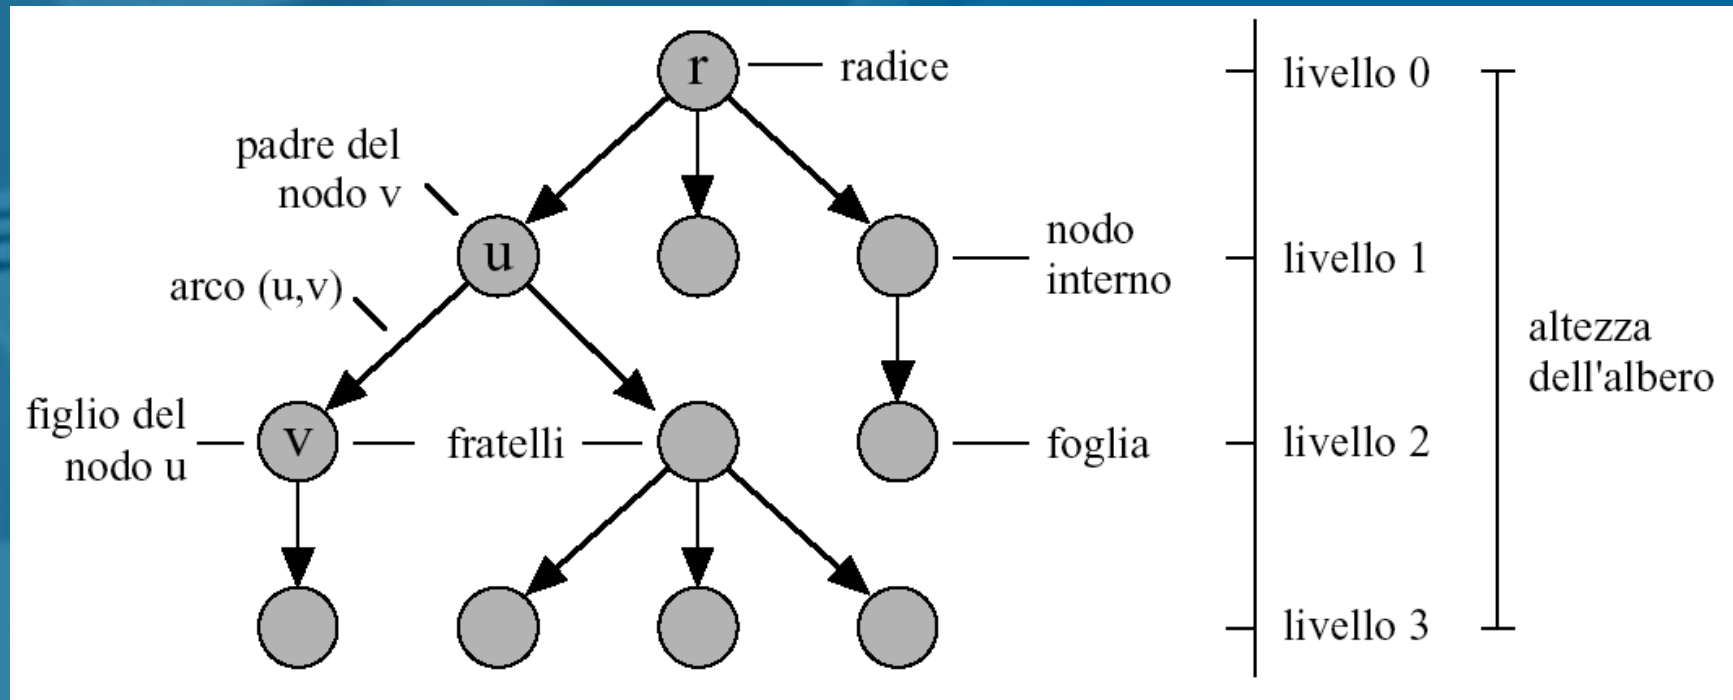 r
radice
livello 0
padre del
nodo v
u
nodo
interno
livello 1
arco (u,v)
altezza
dell'albero
figlio del
nodo u
v
fratelli
foglia
livello 2
livello 3